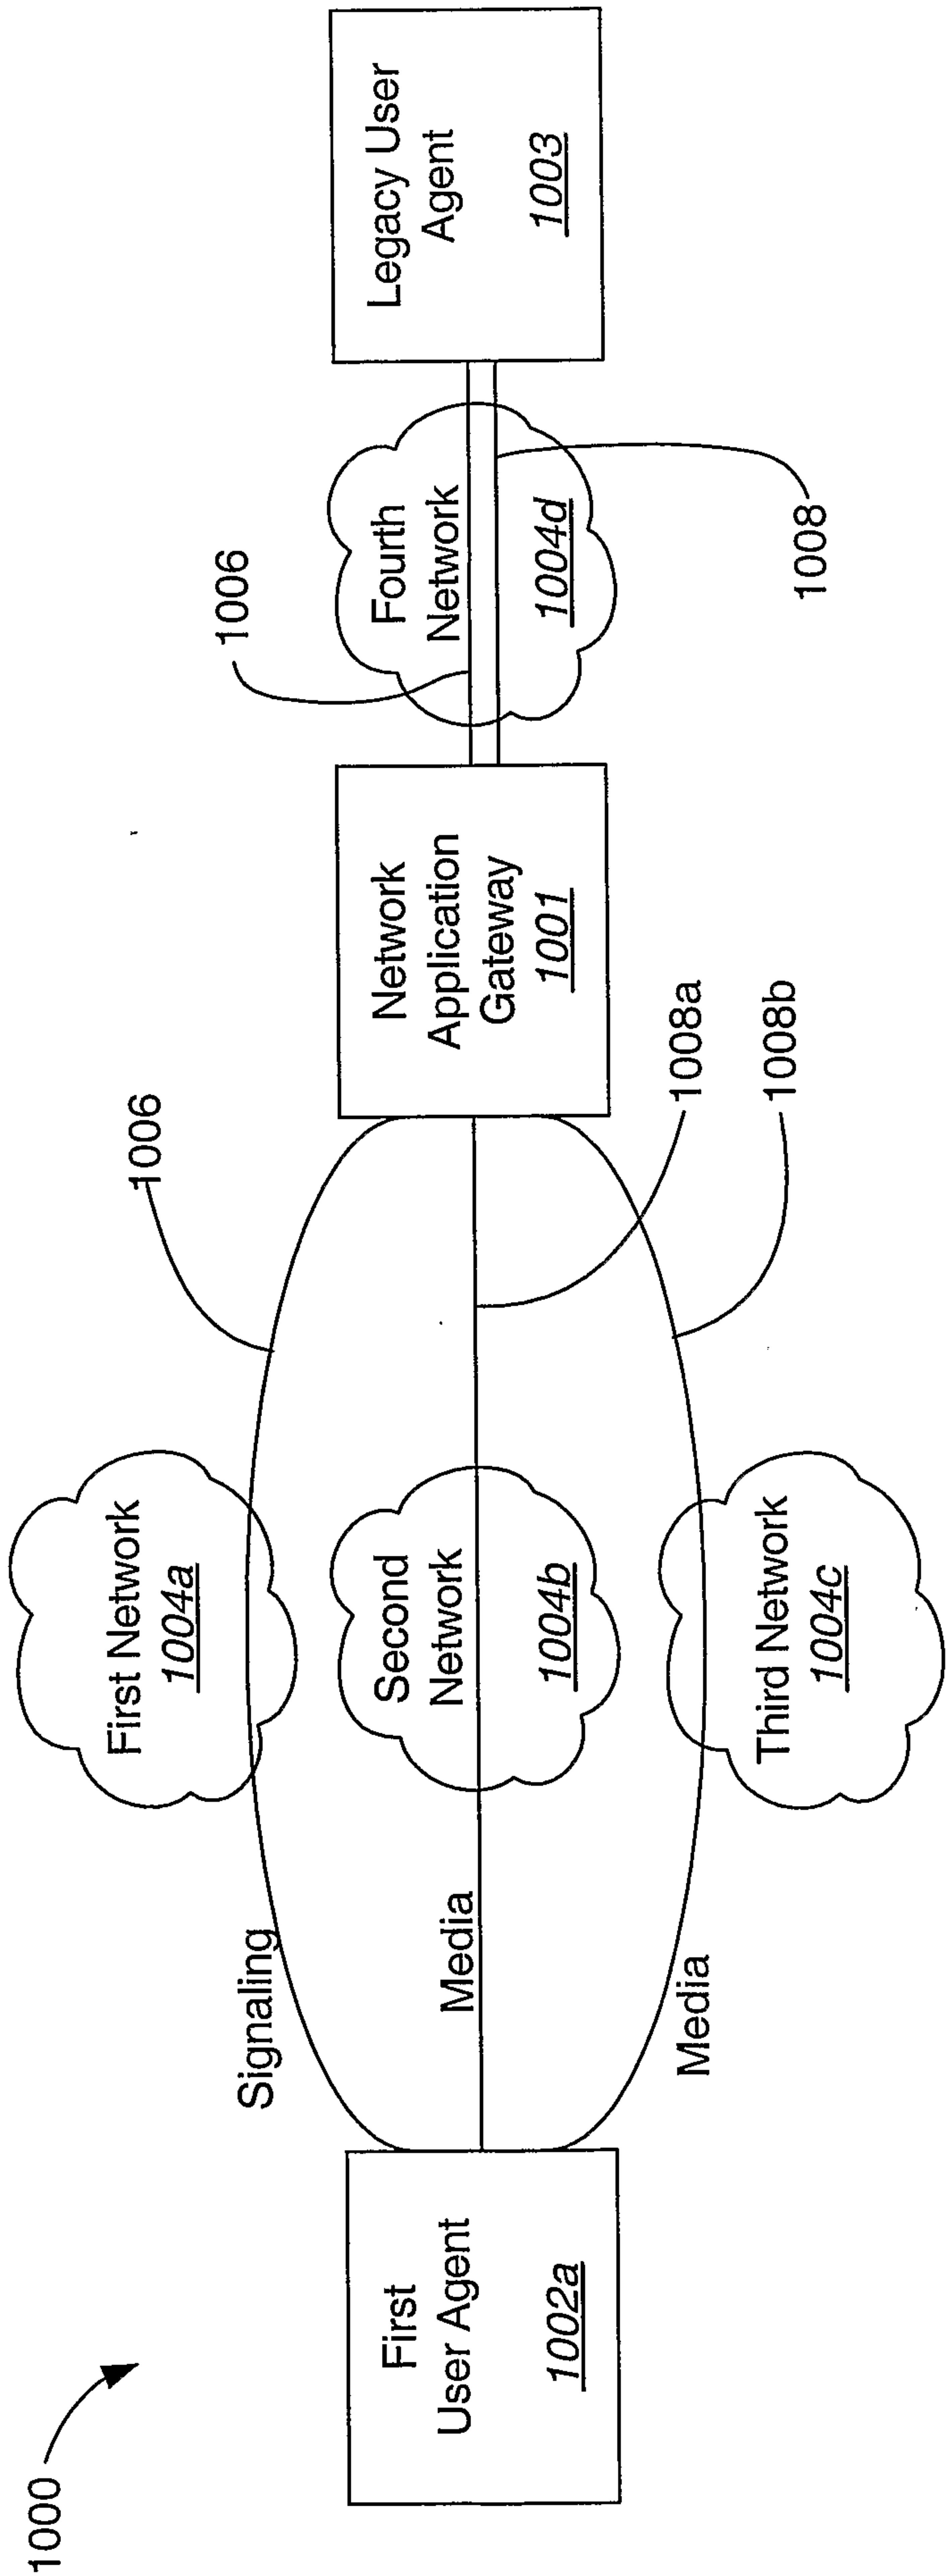 1000
First
User Agent
1002a
Signaling
Media
Media
First Network
1004a
Second
Network
1004b
Third Network
1004c
1006
1008a
1008b
Network
Application
Gateway
1001
1006
Fourth
Network
1004d
1008
Legacy User
Agent
1003